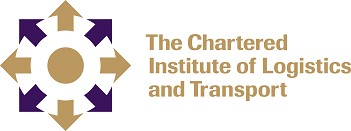 The Chartered
Institute of Logistics
and Transport